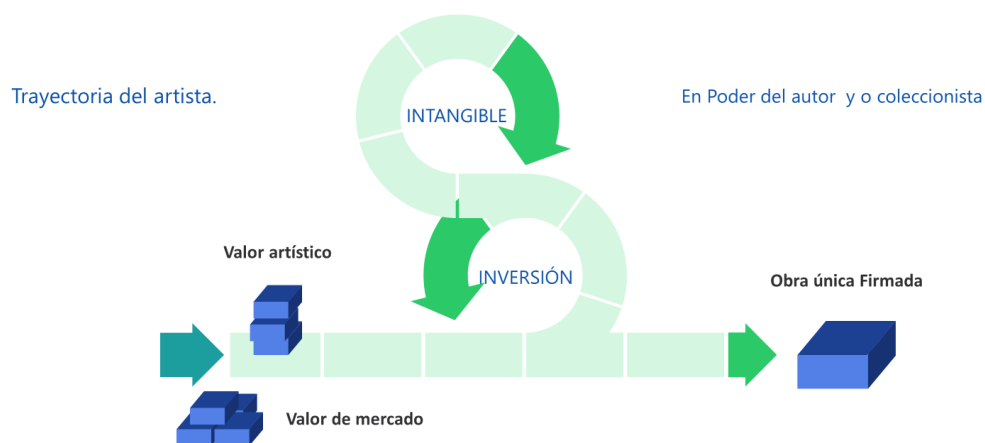 Trayectoria del artista.
En Poder del autor  y o coleccionista
INTANGIBLE
Valor artístico
INVERSIÓN
Obra única Firmada
Valor de mercado